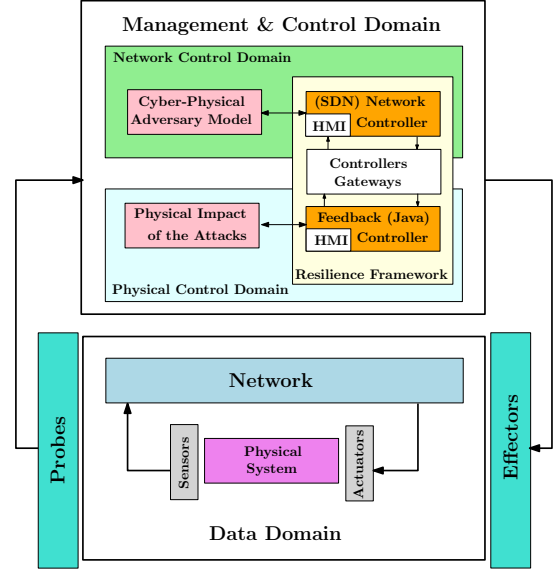 Management & Control Domain
Network Control Domain
Cyber-Physical
Adversary Model
(SDN) Network
HMI Controller
Controllers
Gateways
Physical Impact
of the Attacks
Feedback (Java)
HMI Controller
Resilience Framework
Physical Control Domain
Probes
Effectors
Network
Sensors
Physical
System
Actuators
Data Domain